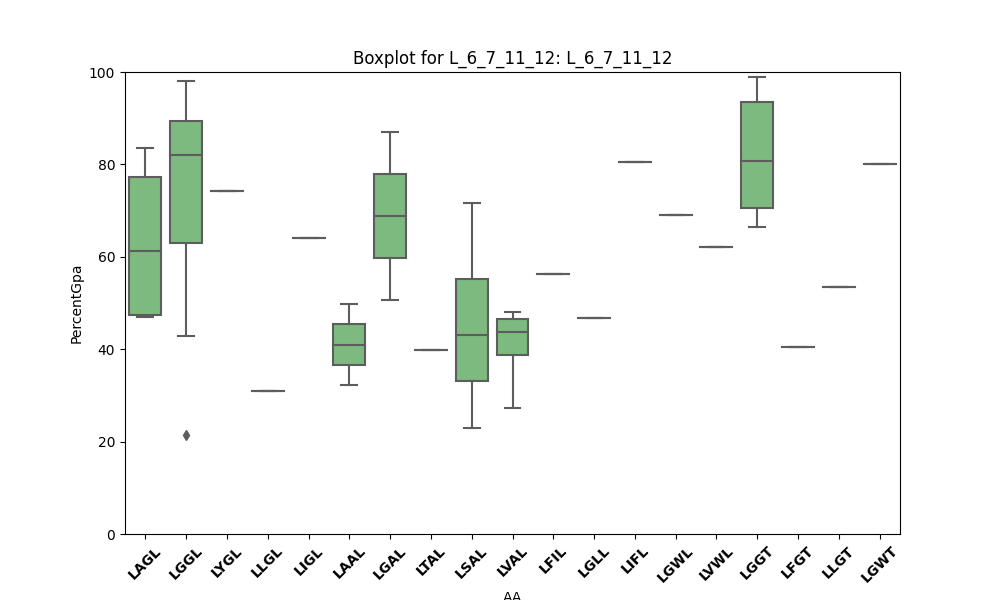 Boxplot for L_6_7_11_12: L_6_7_11_12
PercentGpa
100
80
60
40
20
0
LAGL LGGL LYGL LLGL LIGL LAAL LGAL LTAL LSAL LVAL LFIL LGLL LIFL LGWL LVWL LGGT LFGT LLGT LGWT
AA